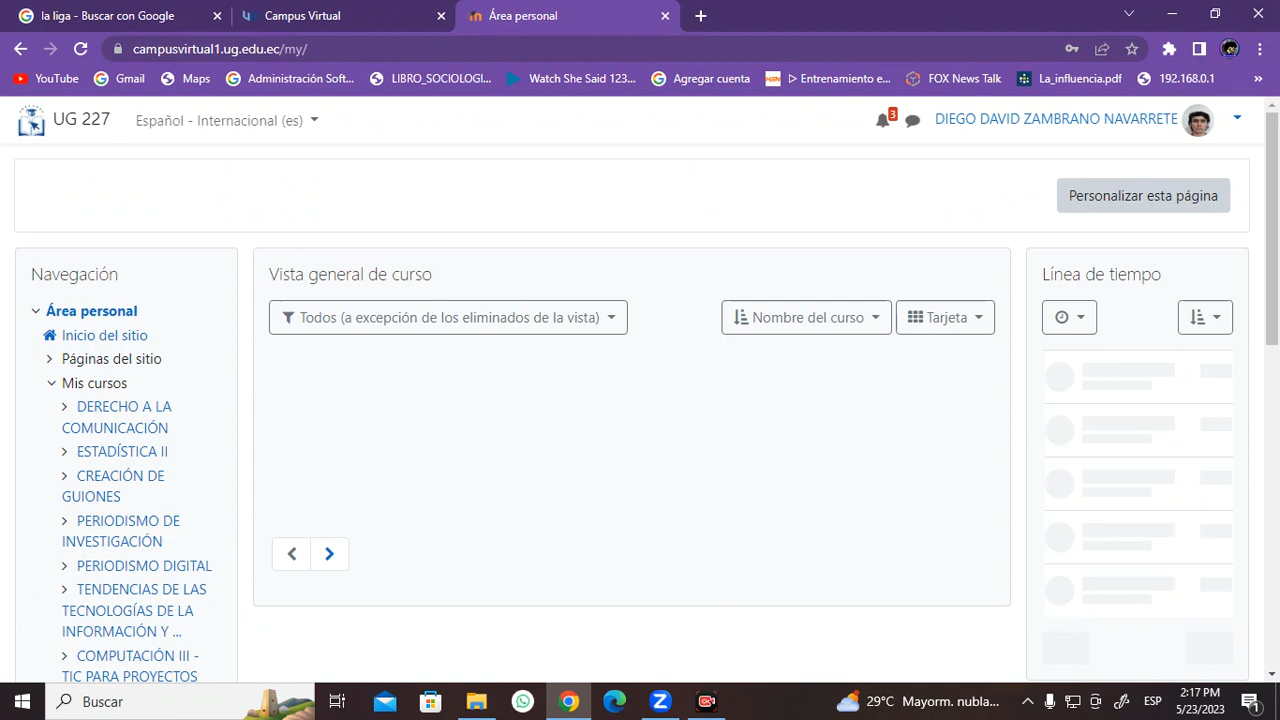 la liga - Buscar con Google
Campus Virtual
Área personal
campusvirtual1.ug.edu.ec/my/
YouTube
Gmail
Maps
Administración Soft...
LIBRO_SOCIOLOGI...
Watch She Said 123...
Agregar cuenta
▷ Entrenamiento e...
FOX News Talk
La_influencia.pdf
192.168.0.1
»
UG 227
Español - Internacional (es)
3
DIEGO DAVID ZAMBRANO NAVARRETE
Personalizar esta página
Navegación
Área personal
Inicio del sitio
Páginas del sitio
Mis cursos
DERECHO A LA
COMUNICACIÓN
ESTADÍSTICA II
CREACIÓN DE
GUIONES
PERIODISMO DE
INVESTIGACIÓN
PERIODISMO DIGITAL
TENDENCIAS DE LAS
TECNOLOGÍAS DE LA
INFORMACIÓN Y ...
COMPUTACIÓN III -
TIC PARA PROYECTOS
Vista general de curso
Todos (a excepción de los eliminados de la vista)
Nombre del curso
Tarjeta
Línea de tiempo
Buscar
29°C Mayorm. nubla...
ESP
2:17 PM
5/23/2023
1